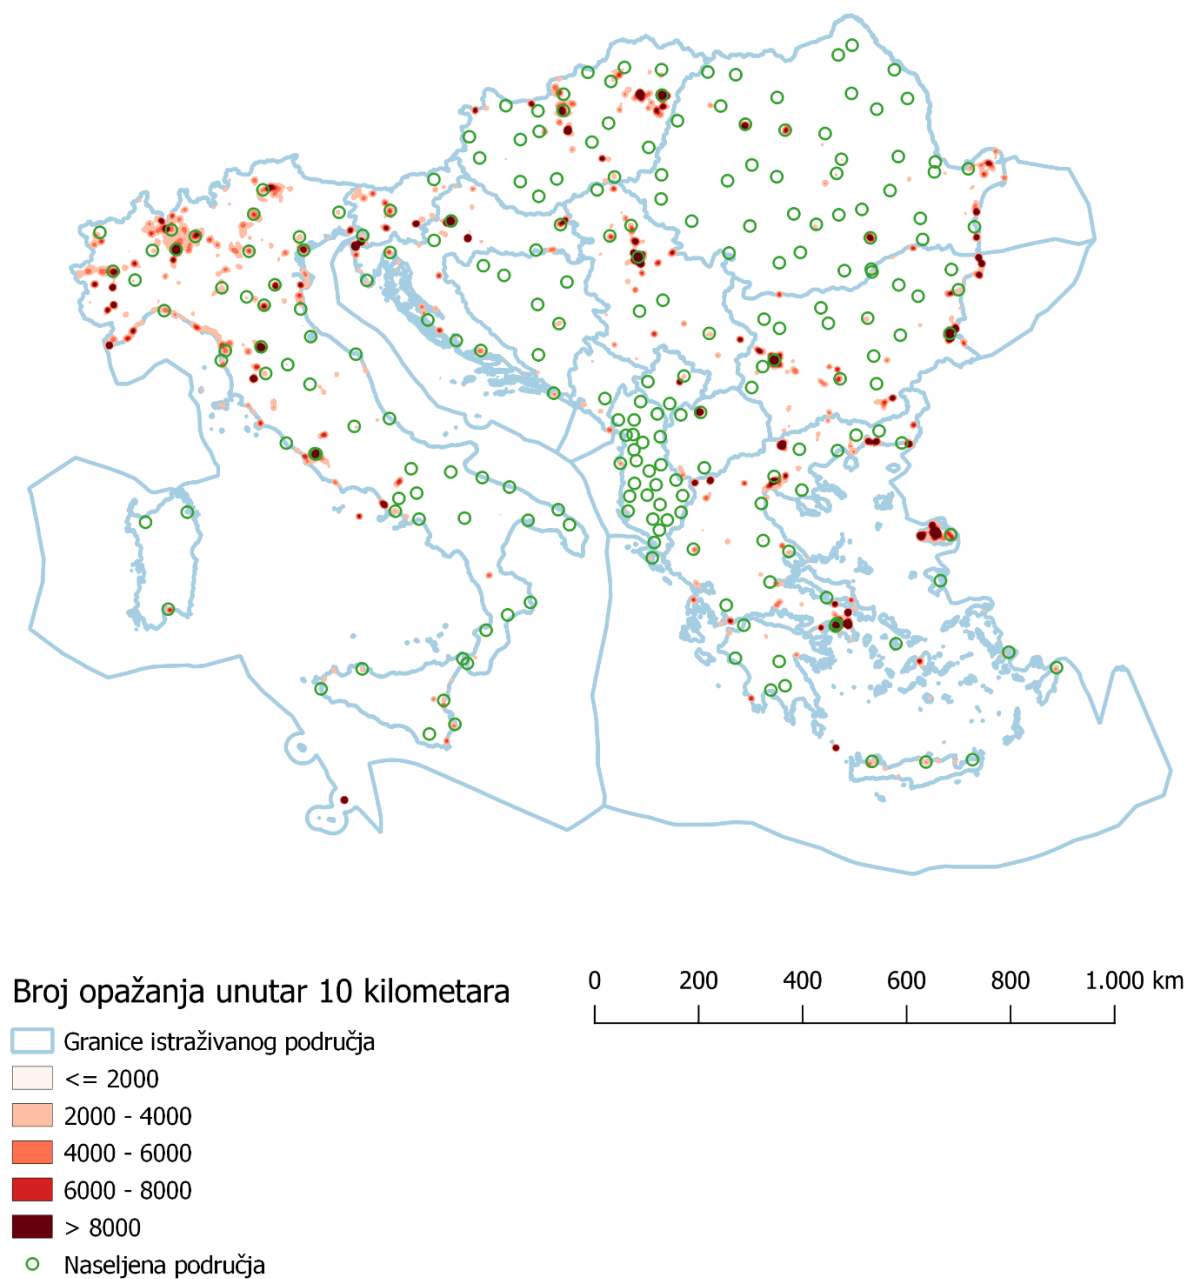 0 200 400 600 800 1.000 km
Broj opažanja unutar 10 kilometara
Granice istraživanog područja
<= 2000
2000 - 4000
4000 - 6000
6000 - 8000
> 8000
Naseljena područja